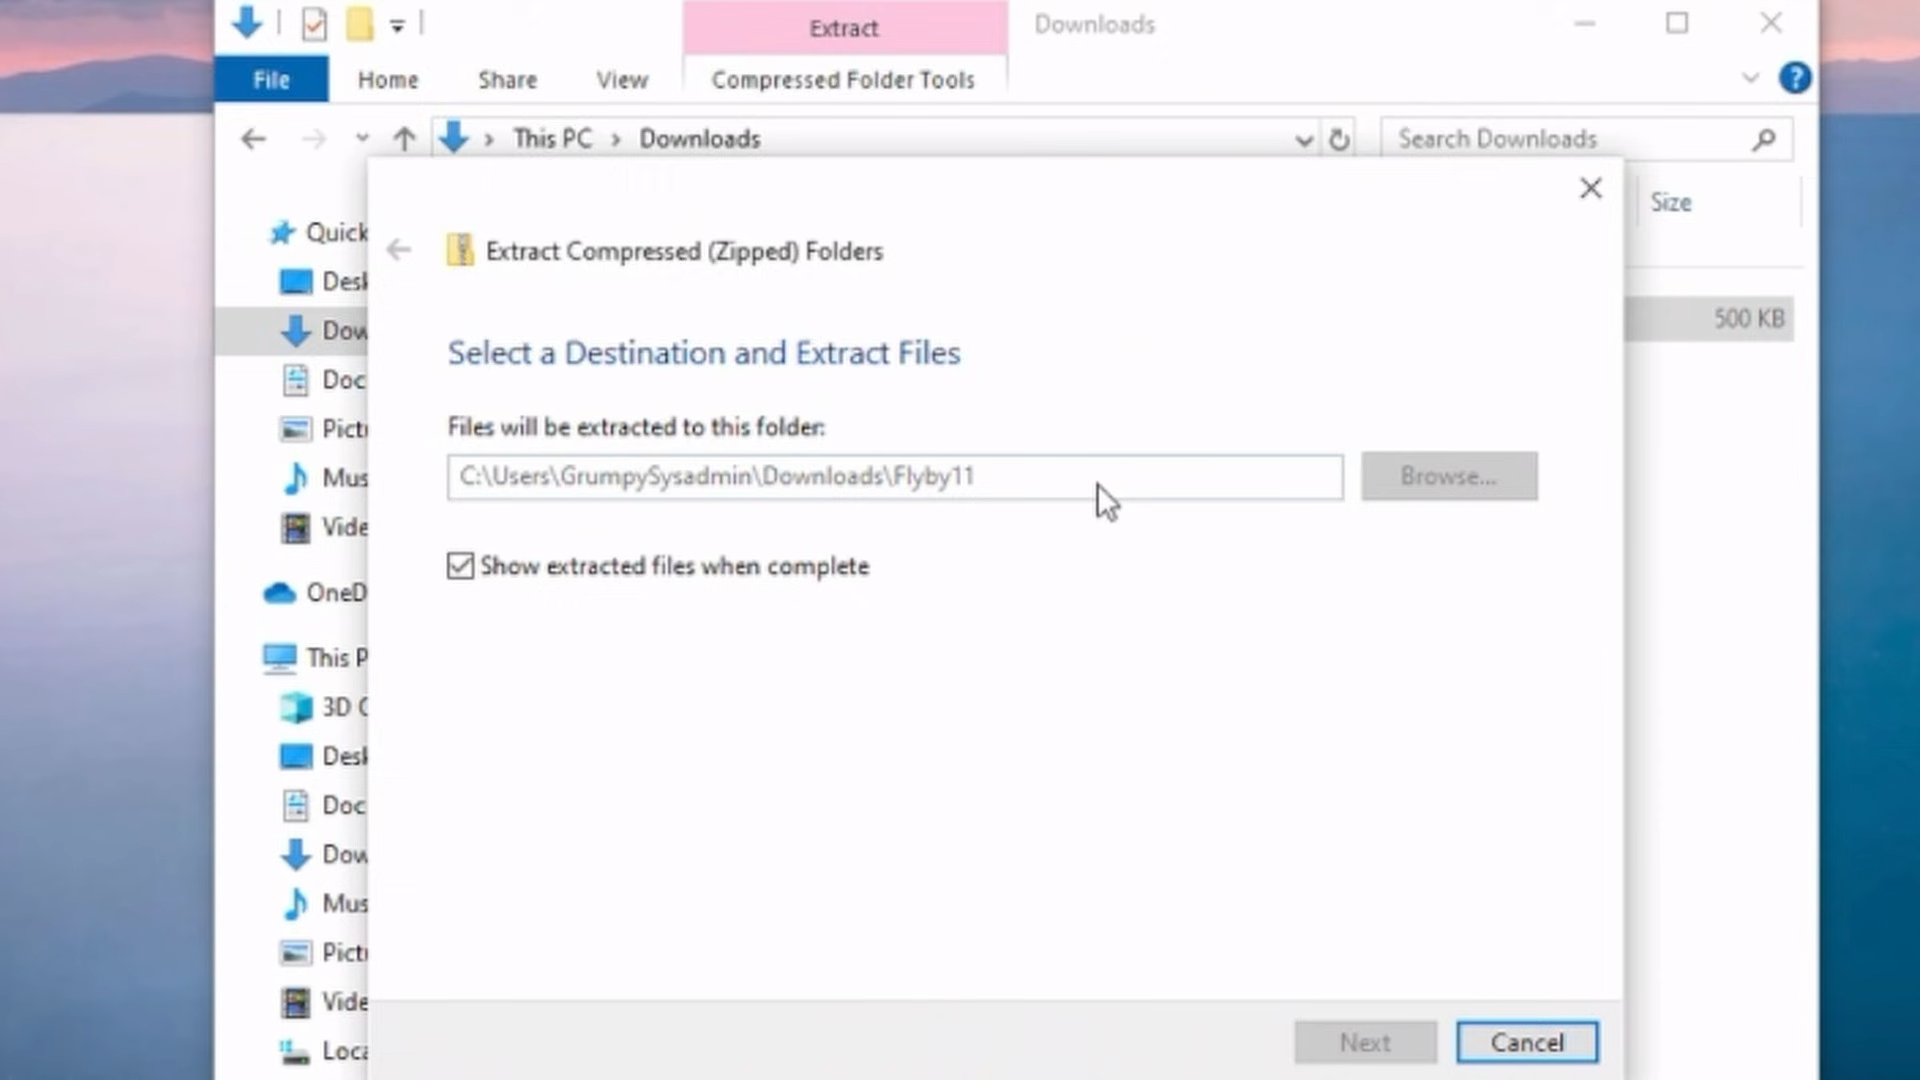 Extract
Downloads
File
Home
Share
View
Compressed Folder Tools
?
This PC
Downloads
Search Downloads
Size
Quick
Desk
Dow
Doc
Pict
Mus
Vide
OneD
This P
3D
Desk
Doc
Dow
Mus
Pict
Vide
Loca
500 KB
Extract Compressed (Zipped) Folders
Select a Destination and Extract Files
Files will be extracted to this folder:
C:\Users\GrumpySysadmin\Downloads\Flyby11
Browse...
Show extracted files when complete
Next
Cancel